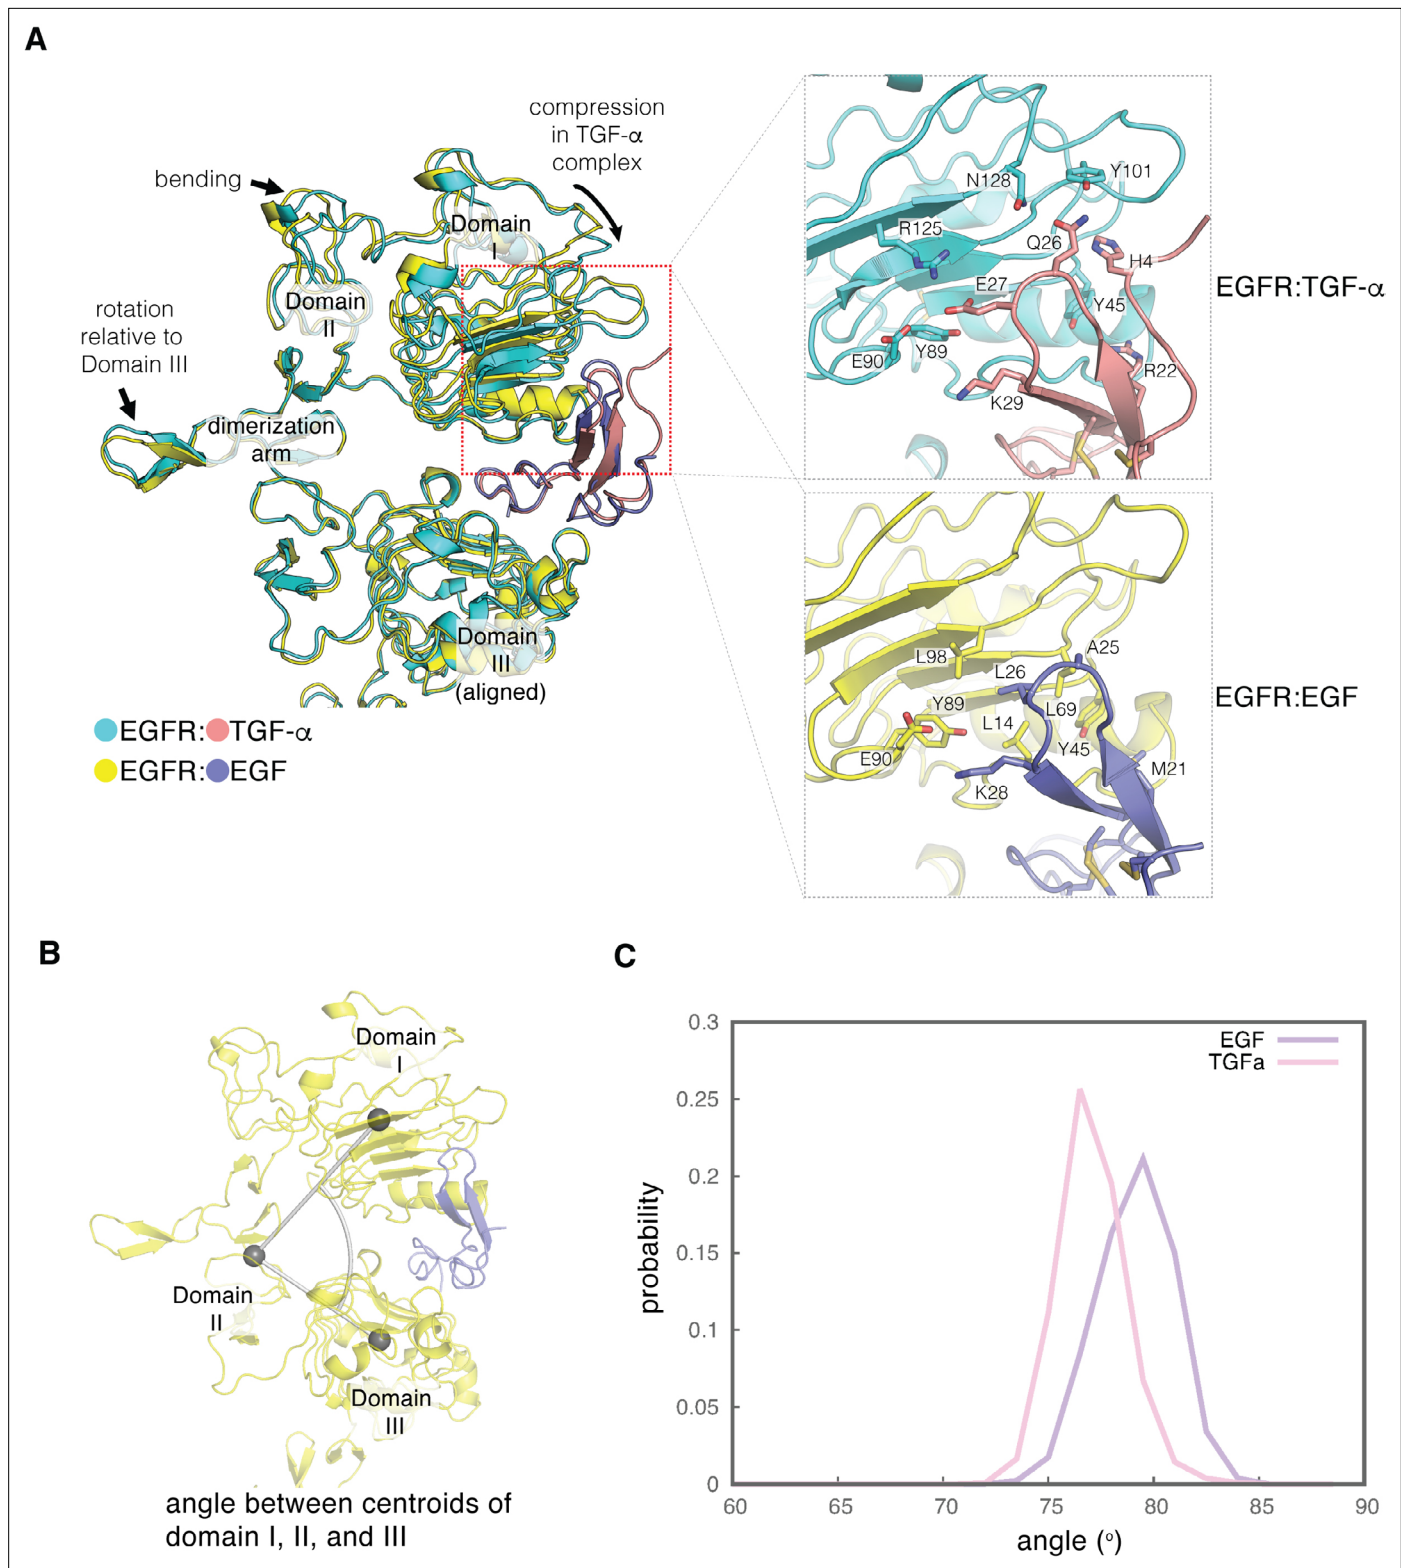 A
compression
in TGF-α
complex
bending
Domain
I
Domain
II
rotation
relative to
Domain III
dimerization
arm
Domain
III
(aligned)
EGFR: TGF-α
EGFR: EGF
N128
Y101
R125
Q26
H4
E27
Y45
E90
Y89
R22
K29
EGFR:TGF-α
L98
A25
L26
Y89
L69
L14
E90
Y45
M21
K28
EGFR:EGF
B
Domain
I
Domain
II
Domain
III
angle between centroids of
domain I, II, and III
C
0.3
0.25
0.2
0.15
0.1
0.05
0
probability
EGF
TGFa
60 65 70 75 80 85 90
angle (°)